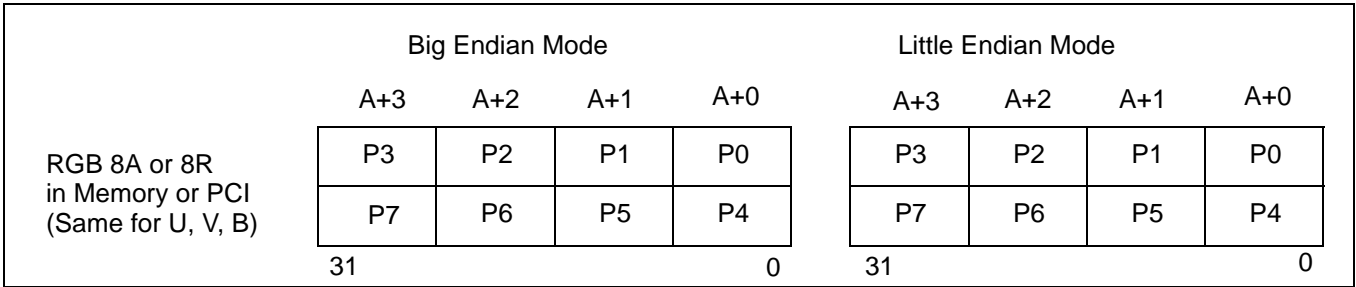 Big Endian Mode Little Endian Mode
A+3 A+2 A+1 A+0 A+3 A+2 A+1 A+0
RGB 8A or 8R
in Memory or PCI
(Same for U, V, B)
P3 P2 P1 P0 P3 P2 P1 P0
P7 P6 P5 P4 P7 P6 P5 P4
31 0 31 0